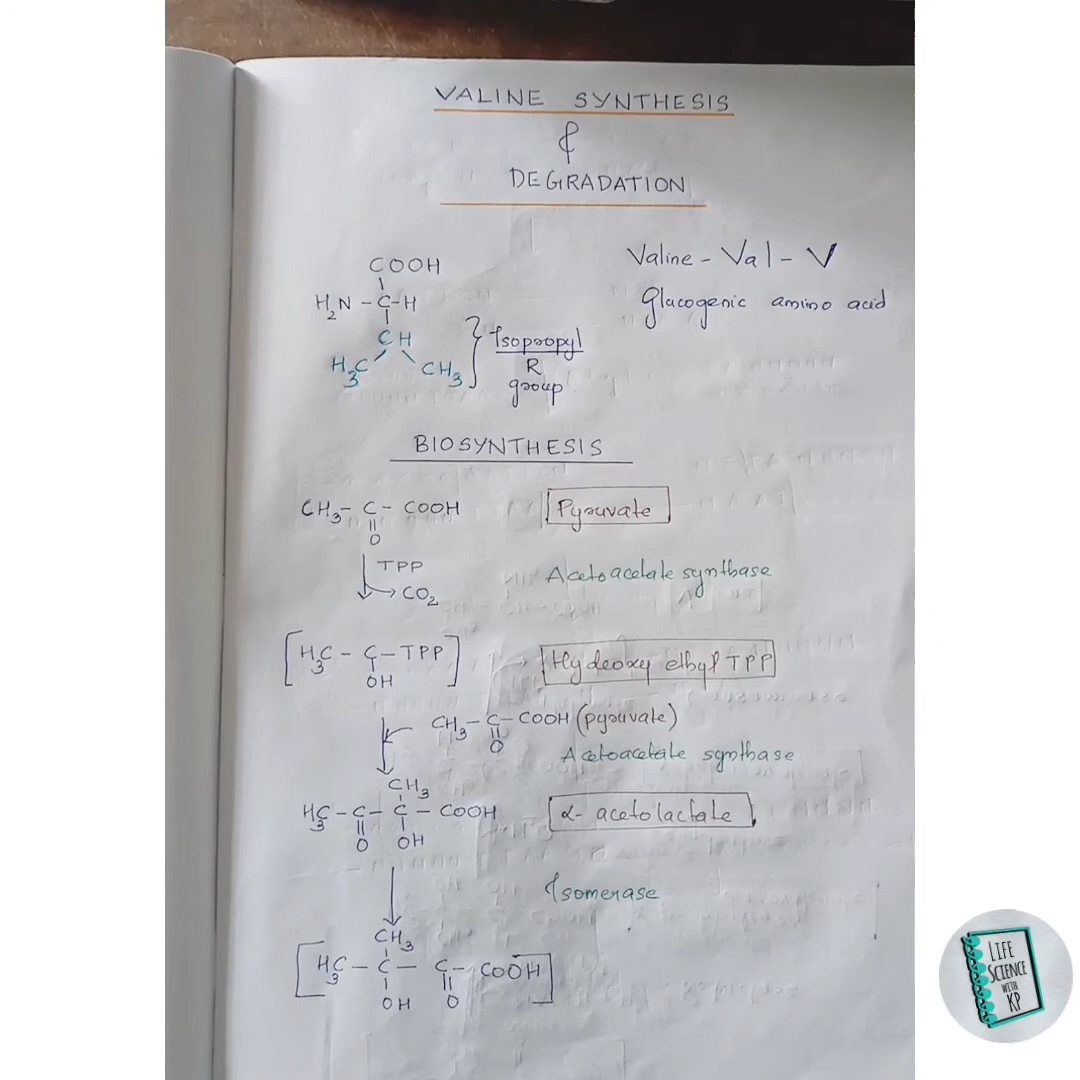 VALINE SYNTHESIS
&
DEGRADATION
Valine - Val - V
Glucogenic amino acid
COOH
H2N - C - H
CH
H3C CH3
Isopropyl
R
group
BIOSYNTHESIS
CH3 - C - COOH Pyruvate
O
TPP
Acetoacetate synthase
CO2
[H3C - C - TPP] Hydeoxy ethyl TPP
OH
CH3 - C - COOH (pyruvate)
O
Acetoacetate synthase
CH3
H3C - C - C - COOH α- acetolactate
O OH
Isomerase
CH3
[H3C - C - C - COOH]
OH O
LIFE
SCIENCE
WITH
KP